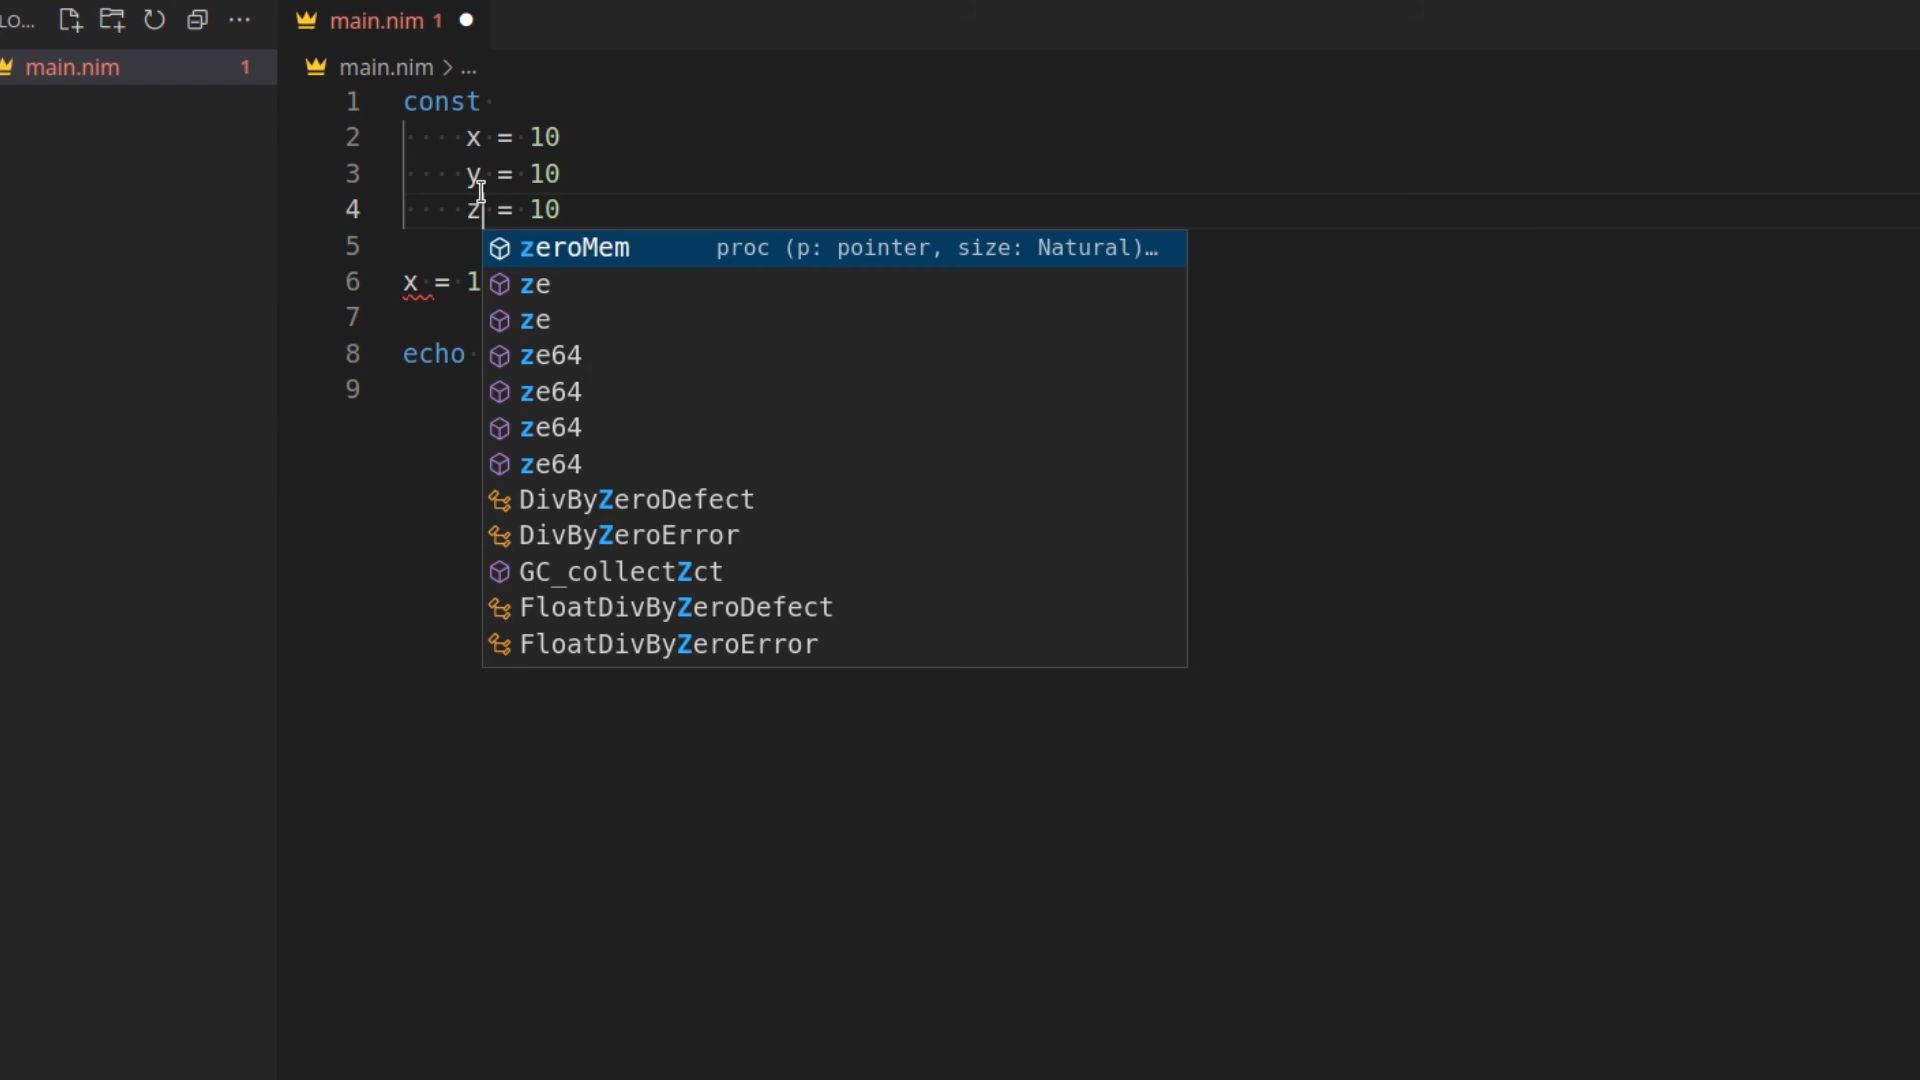 LO...
main.nim 1
main.nim 1
main.nim > ...
1 const
2 x = 10
3 y = 10
4 z = 10
5
6 x = 1
7
8 echo
9
zeroMem proc (p: pointer, size: Natural)…
ze
ze
ze64
ze64
ze64
ze64
DivByZeroDefect
DivByZeroError
GC_collectZct
FloatDivByZeroDefect
FloatDivByZeroError